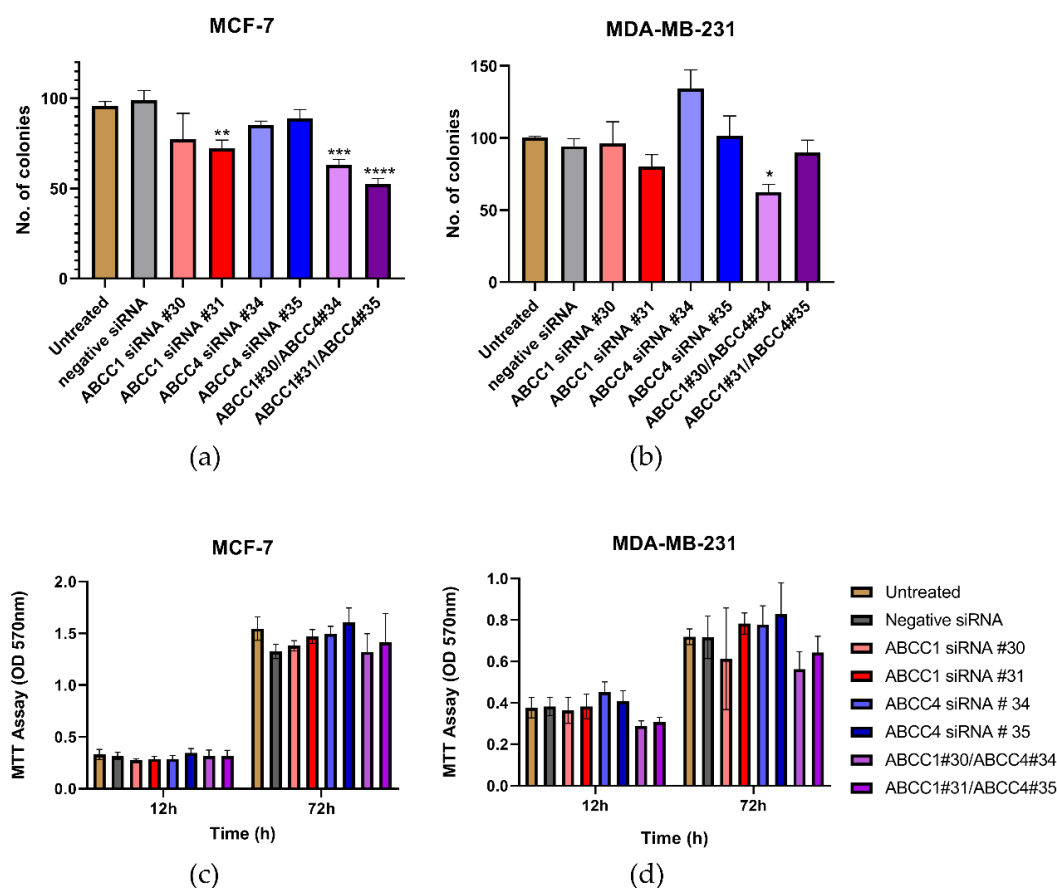 MCF-7
No. of colonies
100
50
0
**
***
****
Untreated
negative siRNA
ABCC1 siRNA #30
ABCC1 siRNA #31
ABCC4 siRNA #34
ABCC4 siRNA #35
ABCC1#30/ABCC4#34
ABCC1#31/ABCC4#35
(a)
MDA-MB-231
No. of colonies
150
100
50
0
*
Untreated
negative siRNA
ABCC1 siRNA #30
ABCC1 siRNA #31
ABCC4 siRNA #34
ABCC4 siRNA #35
ABCC1#30/ABCC4#34
ABCC1#31/ABCC4#35
(b)
MCF-7
MTT Assay (OD 570nm)
2.0
1.5
1.0
0.5
0.0
12h
72h
Time (h)
(c)
MDA-MB-231
MTT Assay (OD 570nm)
1.0
0.8
0.6
0.4
0.2
0.0
12h
72h
Time (h)
(d)
Untreated
Negative siRNA
ABCC1 siRNA #30
ABCC1 siRNA #31
ABCC4 siRNA # 34
ABCC4 siRNA # 35
ABCC1#30/ABCC4#34
ABCC1#31/ABCC4#35